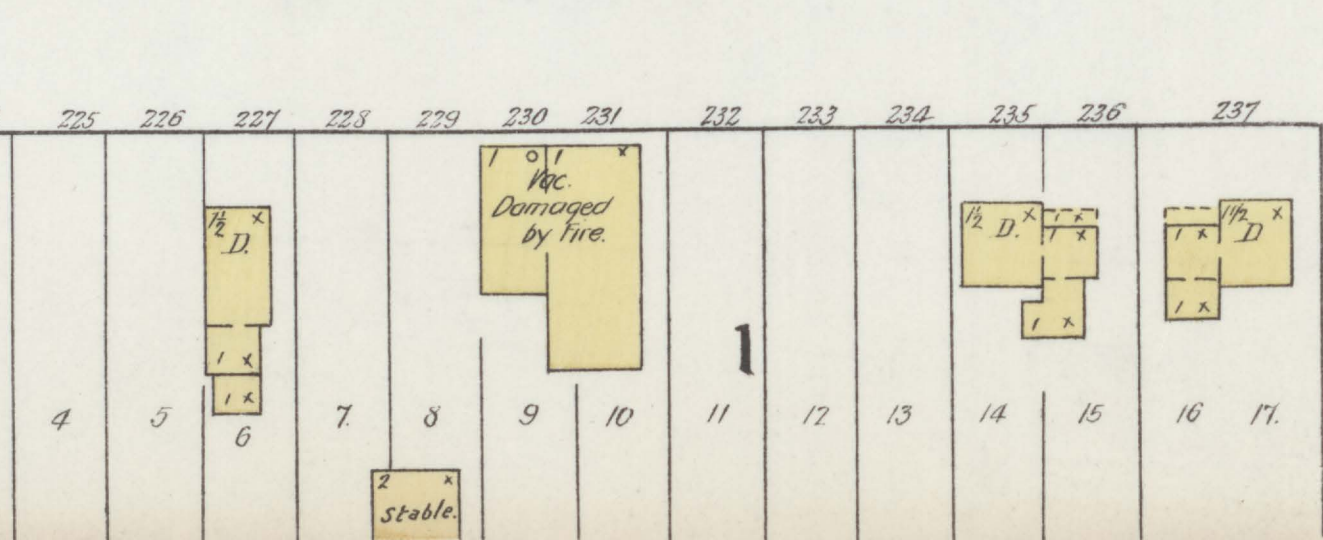 225 226 227 228 229 230 231 232 233 234 235 236 237
1 o 1 x
Vac.
Damaged
by Fire.
1½ x
D.
1½ x
D.
1 x
1 x
1 x
1 x
1½ x
D
1 x
1 x
1 x
1
4 5 6 7. 8 9 10 11 12 13 14 15 16 17.
2 x
Stable.